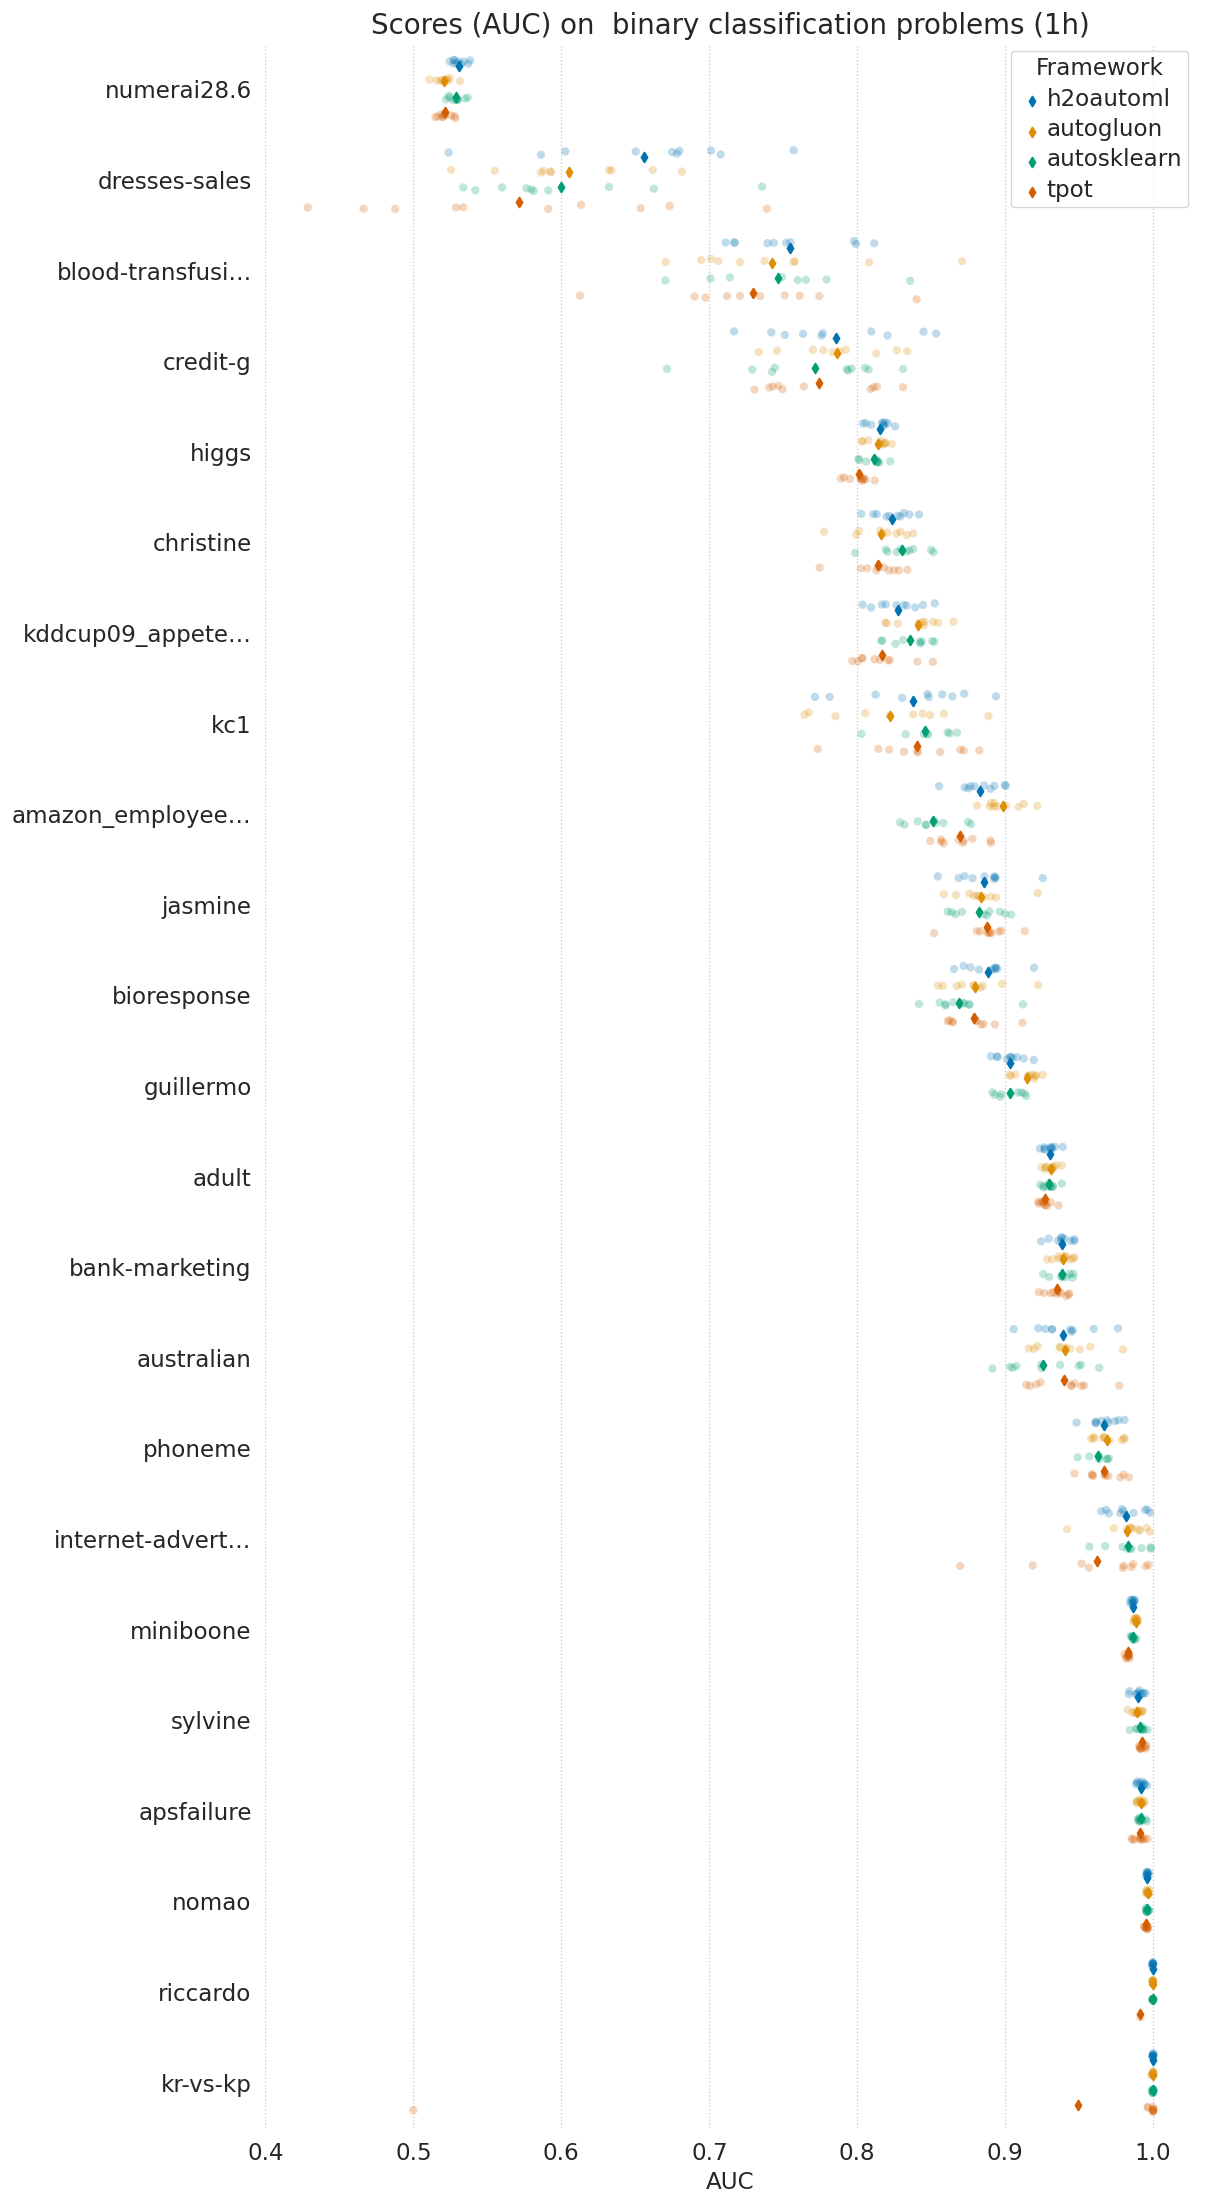 Scores (AUC) on  binary classification problems (1h)
Framework
h2oautoml
autogluon
autosklearn
tpot
numerai28.6
dresses-sales
blood-transfusi...
credit-g
higgs
christine
kddcup09_appete...
kc1
amazon_employee...
jasmine
bioresponse
guillermo
adult
bank-marketing
australian
phoneme
internet-advert...
miniboone
sylvine
apsfailure
nomao
riccardo
kr-vs-kp
0.4 0.5 0.6 0.7 0.8 0.9 1.0
AUC